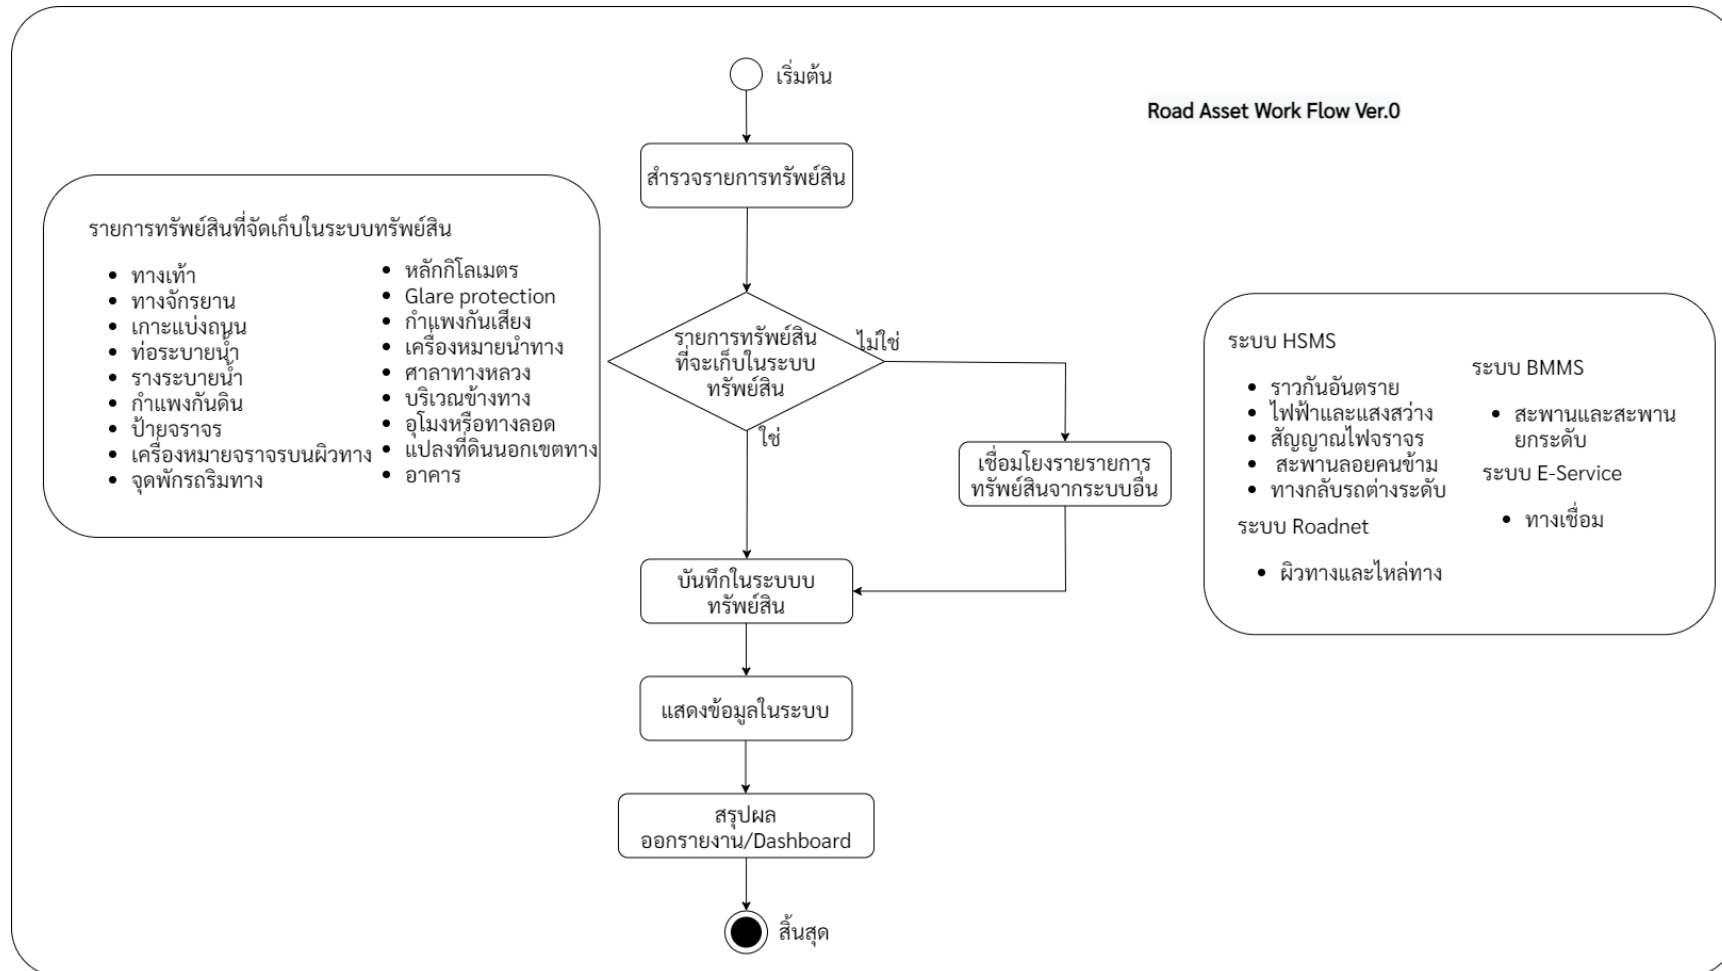 เริ่มต้น
Road Asset Work Flow Ver.0
สำรวจรายการทรัพย์สิน
รายการทรัพย์สินที่จัดเก็บในระบบทรัพย์สิน
ทางเท้า
ทางจักรยาน
เกาะแบ่งถนน
ท่อระบายน้ำ
รางระบายน้ำ
กำแพงกันดิน
ป้ายจราจร
เครื่องหมายจราจรบนผิวทาง
จุดพักรถริมทาง
หลักกิโลเมตร
Glare protection
กำแพงกันเสียง
เครื่องหมายนำทาง
ศาลาทางหลวง
บริเวณข้างทาง
อุโมงหรือทางลอด
แปลงที่ดินนอกเขตทาง
อาคาร
รายการทรัพย์สิน
ที่จะเก็บในระบบ
ทรัพย์สิน
ไม่ใช่
ใช่
เชื่อมโยงรายรายการ
ทรัพย์สินจากระบบอื่น
ระบบ HSMS
ราวกันอันตราย
ไฟฟ้าและแสงสว่าง
สัญญาณไฟจราจร
สะพานลอยคนข้าม
ทางกลับรถต่างระดับ
ระบบ Roadnet
ผิวทางและไหล่ทาง
ระบบ BMMS
สะพานและสะพาน
ยกระดับ
ระบบ E-Service
ทางเชื่อม
บันทึกในระบบบ
ทรัพย์สิน
แสดงข้อมูลในระบบ
สรุปผล
ออกรายงาน/Dashboard
สิ้นสุด